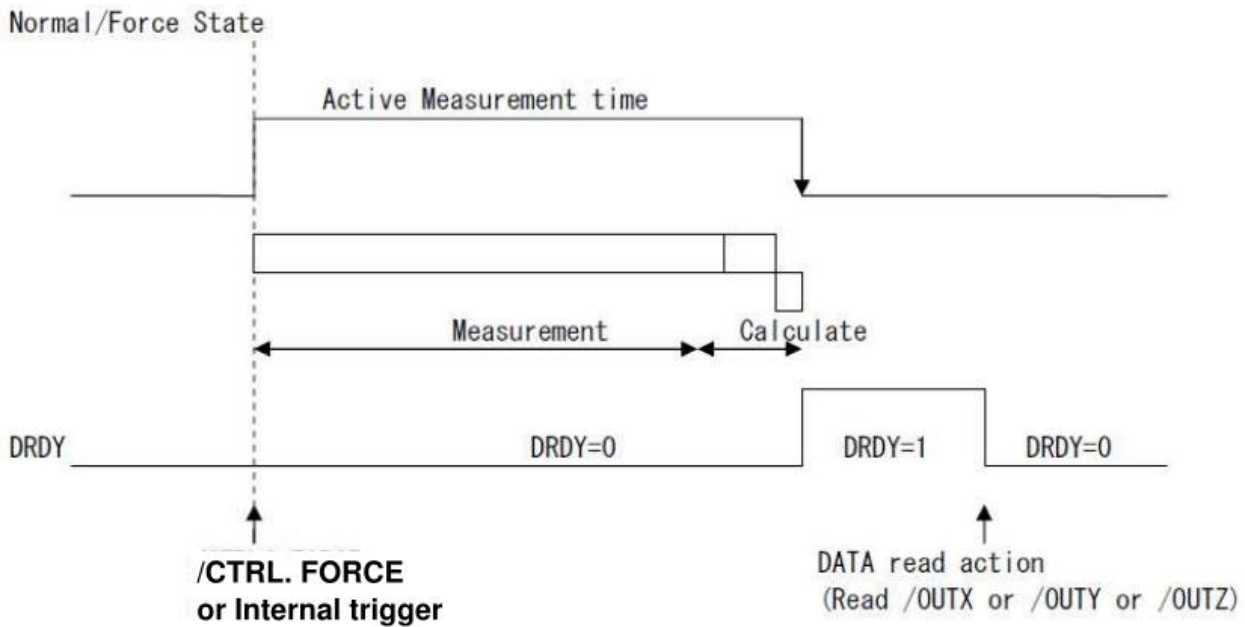 Normal/Force State
Active Measurement time
Measurement
Calculate
DRDY
DRDY=0
DRDY=1
DRDY=0
/CTRL. FORCE
or Internal trigger
DATA read action
(Read /OUTX or /OUTY or /OUTZ)